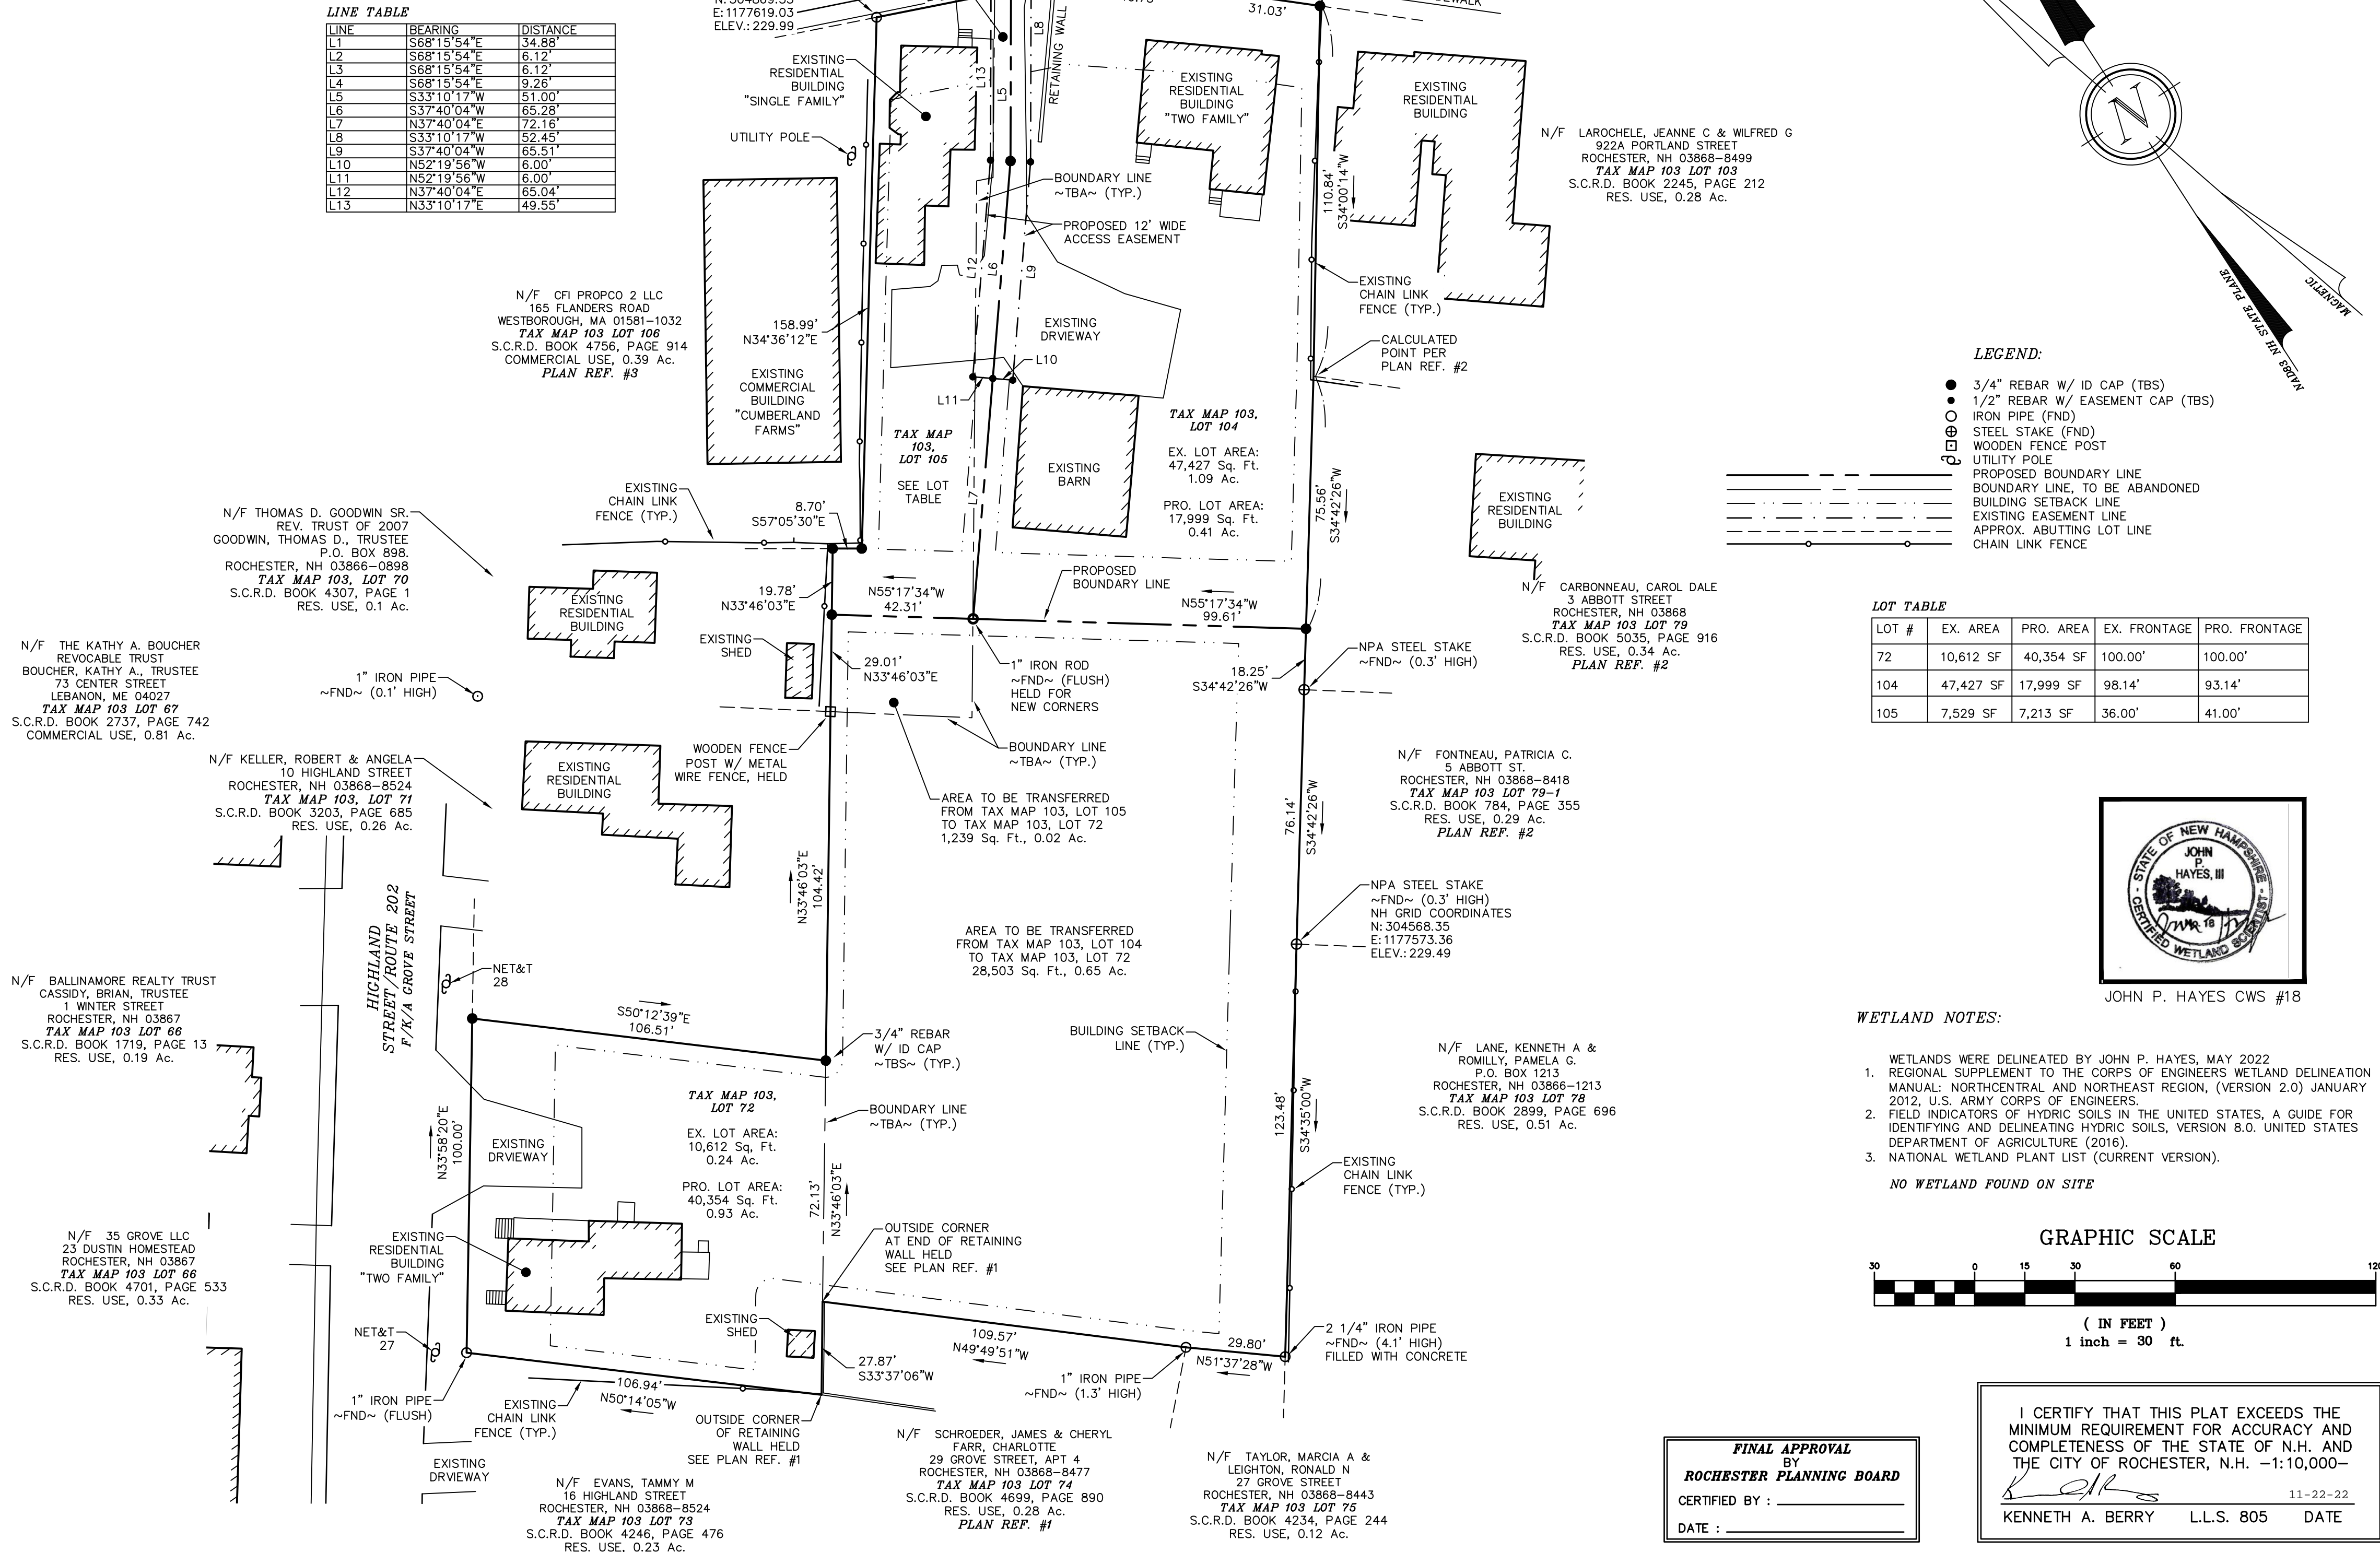 LINE TABLE
LINE BEARING DISTANCE
L1 S68°15'54"E 34.88'
L2 S68°15'54"E 6.12'
L3 S68°15'54"E 6.12'
L4 S68°15'54"E 9.26'
L5 S33°10'17"W 51.00'
L6 S37°40'04"W 65.28'
L7 N37°40'04"E 72.16'
L8 S33°10'17"W 52.45'
L9 S37°40'04"W 65.51'
L10 N52°19'56"W 6.00'
L11 N52°19'56"W 6.00'
L12 N37°40'04"E 65.04'
L13 N33°10'17"E 49.55'
E:1177619.03
ELEV.:229.99
31.03'
L13
L5
L8
RETAINING WALL
EXISTING
RESIDENTIAL
BUILDING
"SINGLE FAMILY"
UTILITY POLE
EXISTING
RESIDENTIAL
BUILDING
"TWO FAMILY"
EXISTING
RESIDENTIAL
BUILDING
N/F LAROCHELE, JEANNE C & WILFRED G
922A PORTLAND STREET
ROCHESTER, NH 03868-8499
TAX MAP 103 LOT 103
S.C.R.D. BOOK 2245, PAGE 212
RES. USE, 0.28 Ac.
N
NAD83 NH STATE PLANE
MAGNETIC
BOUNDARY LINE
~TBA~ (TYP.)
PROPOSED 12' WIDE
ACCESS EASEMENT
110.84'
S34°00'14"W
L12
L6
L9
N/F CFI PROPCO 2 LLC
165 FLANDERS ROAD
WESTBOROUGH, MA 01581-1032
TAX MAP 103 LOT 106
S.C.R.D. BOOK 4756, PAGE 914
COMMERCIAL USE, 0.39 Ac.
PLAN REF. #3
158.99'
N34°36'12"E
EXISTING
COMMERCIAL
BUILDING
"CUMBERLAND
FARMS"
EXISTING
DRVIEWAY
L10
L11
EXISTING
CHAIN LINK
FENCE (TYP.)
CALCULATED
POINT PER
PLAN REF. #2
TAX MAP
103,
LOT 105
SEE LOT
TABLE
L7
EXISTING
BARN
TAX MAP 103,
LOT 104
EX. LOT AREA:
47,427 Sq. Ft.
1.09 Ac.
PRO. LOT AREA:
17,999 Sq. Ft.
0.41 Ac.
75.56'
S34°42'26"W
LEGEND:
3/4" REBAR W/ ID CAP (TBS)
1/2" REBAR W/ EASEMENT CAP (TBS)
IRON PIPE (FND)
STEEL STAKE (FND)
WOODEN FENCE POST
UTILITY POLE
PROPOSED BOUNDARY LINE
BOUNDARY LINE, TO BE ABANDONED
BUILDING SETBACK LINE
EXISTING EASEMENT LINE
APPROX. ABUTTING LOT LINE
CHAIN LINK FENCE
EXISTING
RESIDENTIAL
BUILDING
N/F THOMAS D. GOODWIN SR.
REV. TRUST OF 2007
GOODWIN, THOMAS D., TRUSTEE
P.O. BOX 898.
ROCHESTER, NH 03866-0898
TAX MAP 103, LOT 70
S.C.R.D. BOOK 4307, PAGE 1
RES. USE, 0.1 Ac.
EXISTING
CHAIN LINK
FENCE (TYP.)
8.70'
S57°05'30"E
19.78'
N33°46'03"E
N55°17'34"W
42.31'
PROPOSED
BOUNDARY LINE
N55°17'34"W
99.61'
N/F CARBONNEAU, CAROL DALE
3 ABBOTT STREET
ROCHESTER, NH 03868
TAX MAP 103 LOT 79
S.C.R.D. BOOK 5035, PAGE 916
RES. USE, 0.34 Ac.
PLAN REF. #2
LOT TABLE
LOT # EX. AREA PRO. AREA EX. FRONTAGE PRO. FRONTAGE
72 10,612 SF 40,354 SF 100.00' 100.00'
104 47,427 SF 17,999 SF 98.14' 93.14'
105 7,529 SF 7,213 SF 36.00' 41.00'
EXISTING
RESIDENTIAL
BUILDING
EXISTING
SHED
29.01'
N33°46'03"E
1" IRON ROD
~FND~ (FLUSH)
HELD FOR
NEW CORNERS
18.25'
S34°42'26"W
NPA STEEL STAKE
~FND~ (0.3' HIGH)
N/F THE KATHY A. BOUCHER
REVOCABLE TRUST
BOUCHER, KATHY A., TRUSTEE
73 CENTER STREET
LEBANON, ME 04027
TAX MAP 103 LOT 67
S.C.R.D. BOOK 2737, PAGE 742
COMMERCIAL USE, 0.81 Ac.
1" IRON PIPE
~FND~ (0.1' HIGH)
WOODEN FENCE
POST W/ METAL
WIRE FENCE, HELD
BOUNDARY LINE
~TBA~ (TYP.)
N/F KELLER, ROBERT & ANGELA
10 HIGHLAND STREET
ROCHESTER, NH 03868-8524
TAX MAP 103, LOT 71
S.C.R.D. BOOK 3203, PAGE 685
RES. USE, 0.26 Ac.
EXISTING
RESIDENTIAL
BUILDING
AREA TO BE TRANSFERRED
FROM TAX MAP 103, LOT 105
TO TAX MAP 103, LOT 72
1,239 Sq. Ft., 0.02 Ac.
76.14'
S34°42'26"W
N/F FONTNEAU, PATRICIA C.
5 ABBOTT ST.
ROCHESTER, NH 03868-8418
TAX MAP 103 LOT 79-1
S.C.R.D. BOOK 784, PAGE 355
RES. USE, 0.29 Ac.
PLAN REF. #2
STATE OF NEW HAMPSHIRE
JOHN
P.
HAYES, III
No. 18
CERTIFIED WETLAND SCIENTIST
JOHN P. HAYES CWS #18
HIGHLAND
STREET/ROUTE 202
F/K/A GROVE STREET
N33°46'03"E
104.42'
AREA TO BE TRANSFERRED
FROM TAX MAP 103, LOT 104
TO TAX MAP 103, LOT 72
28,503 Sq. Ft., 0.65 Ac.
NPA STEEL STAKE
~FND~ (0.3' HIGH)
NH GRID COORDINATES
N:304568.35
E:1177573.36
ELEV.:229.49
NET&T
28
N/F BALLINAMORE REALTY TRUST
CASSIDY, BRIAN, TRUSTEE
1 WINTER STREET
ROCHESTER, NH 03867
TAX MAP 103 LOT 66
S.C.R.D. BOOK 1719, PAGE 13
RES. USE, 0.19 Ac.
S50°12'39"E
106.51'
3/4" REBAR
W/ ID CAP
~TBS~ (TYP.)
BUILDING SETBACK
LINE (TYP.)
N/F LANE, KENNETH A &
ROMILLY, PAMELA G.
P.O. BOX 1213
ROCHESTER, NH 03866-1213
TAX MAP 103 LOT 78
S.C.R.D. BOOK 2899, PAGE 696
RES. USE, 0.51 Ac.
WETLAND NOTES:
WETLANDS WERE DELINEATED BY JOHN P. HAYES, MAY 2022
1. REGIONAL SUPPLEMENT TO THE CORPS OF ENGINEERS WETLAND DELINEATION
MANUAL: NORTHCENTRAL AND NORTHEAST REGION, (VERSION 2.0) JANUARY
2012, U.S. ARMY CORPS OF ENGINEERS.
2. FIELD INDICATORS OF HYDRIC SOILS IN THE UNITED STATES, A GUIDE FOR
IDENTIFYING AND DELINEATING HYDRIC SOILS, VERSION 8.0. UNITED STATES
DEPARTMENT OF AGRICULTURE (2016).
3. NATIONAL WETLAND PLANT LIST (CURRENT VERSION).
NO WETLAND FOUND ON SITE
N33°58'20"E
100.00'
EXISTING
DRVIEWAY
TAX MAP 103,
LOT 72
EX. LOT AREA:
10,612 Sq, Ft.
0.24 Ac.
PRO. LOT AREA:
40,354 Sq. Ft.
0.93 Ac.
BOUNDARY LINE
~TBA~ (TYP.)
72.13'
N33°46'03"E
123.48'
S34°35'00"W
EXISTING
CHAIN LINK
FENCE (TYP.)
N/F 35 GROVE LLC
23 DUSTIN HOMESTEAD
ROCHESTER, NH 03867
TAX MAP 103 LOT 66
S.C.R.D. BOOK 4701, PAGE 533
RES. USE, 0.33 Ac.
EXISTING
RESIDENTIAL
BUILDING
"TWO FAMILY"
OUTSIDE CORNER
AT END OF RETAINING
WALL HELD
SEE PLAN REF. #1
GRAPHIC SCALE
30 0 15 30 60 120
( IN FEET )
1 inch = 30 ft.
NET&T
27
EXISTING
SHED
27.87'
S33°37'06"W
109.57'
N49°49'51"W
29.80'
N51°37'28"W
2 1/4" IRON PIPE
~FND~ (4.1' HIGH)
FILLED WITH CONCRETE
1" IRON PIPE
~FND~ (1.3' HIGH)
1" IRON PIPE
~FND~ (FLUSH)
106.94'
N50°14'05"W
EXISTING
CHAIN LINK
FENCE (TYP.)
OUTSIDE CORNER
OF RETAINING
WALL HELD
SEE PLAN REF. #1
EXISTING
DRVIEWAY
N/F EVANS, TAMMY M
16 HIGHLAND STREET
ROCHESTER, NH 03868-8524
TAX MAP 103 LOT 73
S.C.R.D. BOOK 4246, PAGE 476
RES. USE, 0.23 Ac.
N/F SCHROEDER, JAMES & CHERYL
FARR, CHARLOTTE
29 GROVE STREET, APT 4
ROCHESTER, NH 03868-8477
TAX MAP 103 LOT 74
S.C.R.D. BOOK 4699, PAGE 890
RES. USE, 0.28 Ac.
PLAN REF. #1
N/F TAYLOR, MARCIA A &
LEIGHTON, RONALD N
27 GROVE STREET
ROCHESTER, NH 03868-8443
TAX MAP 103 LOT 75
S.C.R.D. BOOK 4234, PAGE 244
RES. USE, 0.12 Ac.
FINAL APPROVAL
BY
ROCHESTER PLANNING BOARD
CERTIFIED BY :
DATE :
I CERTIFY THAT THIS PLAT EXCEEDS THE
MINIMUM REQUIREMENT FOR ACCURACY AND
COMPLETENESS OF THE STATE OF N.H. AND
THE CITY OF ROCHESTER, N.H. -1:10,000-
11-22-22
KENNETH A. BERRY L.L.S. 805 DATE